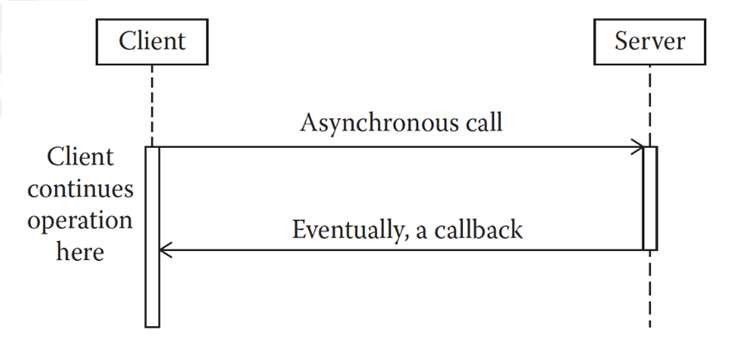 Client
Server
Asynchronous call
Client
continues
operation
here
Eventually, a callback